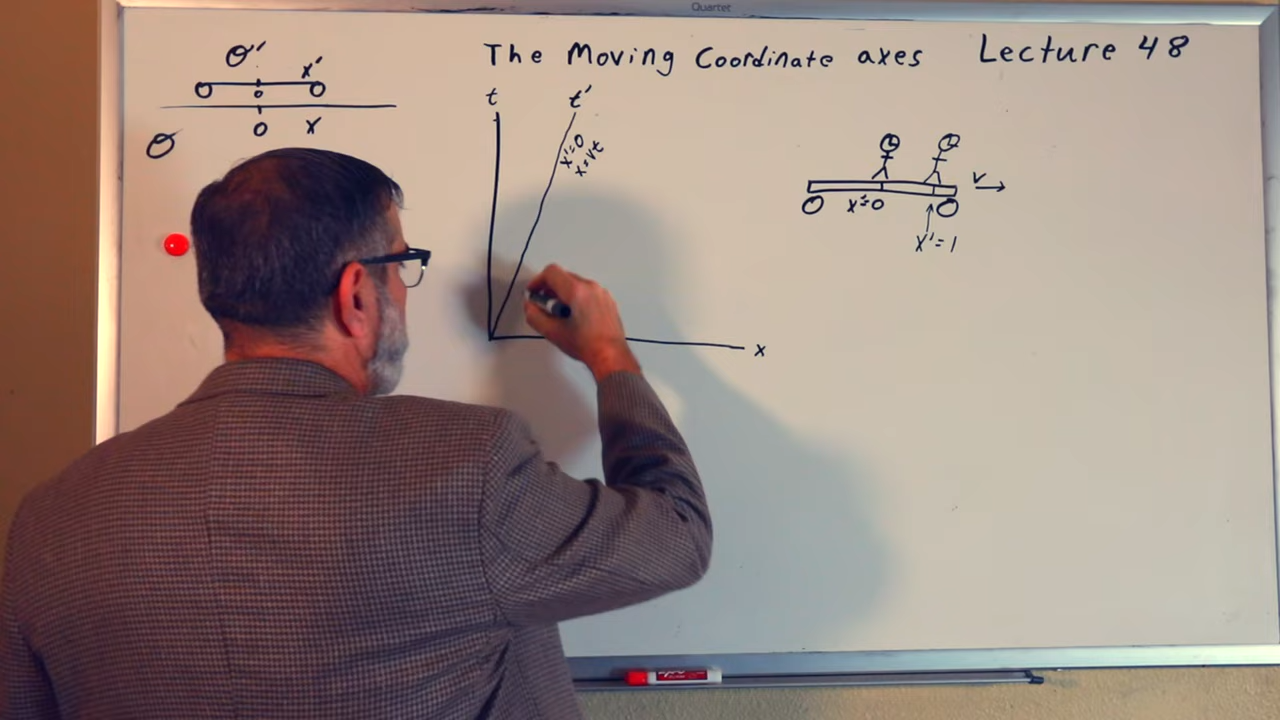 Quartet
The Moving Coordinate axes Lecture 48
O'
x'
o
o x
O
t t'
x'=0
x=vt
x
v
x'=0
x'=1